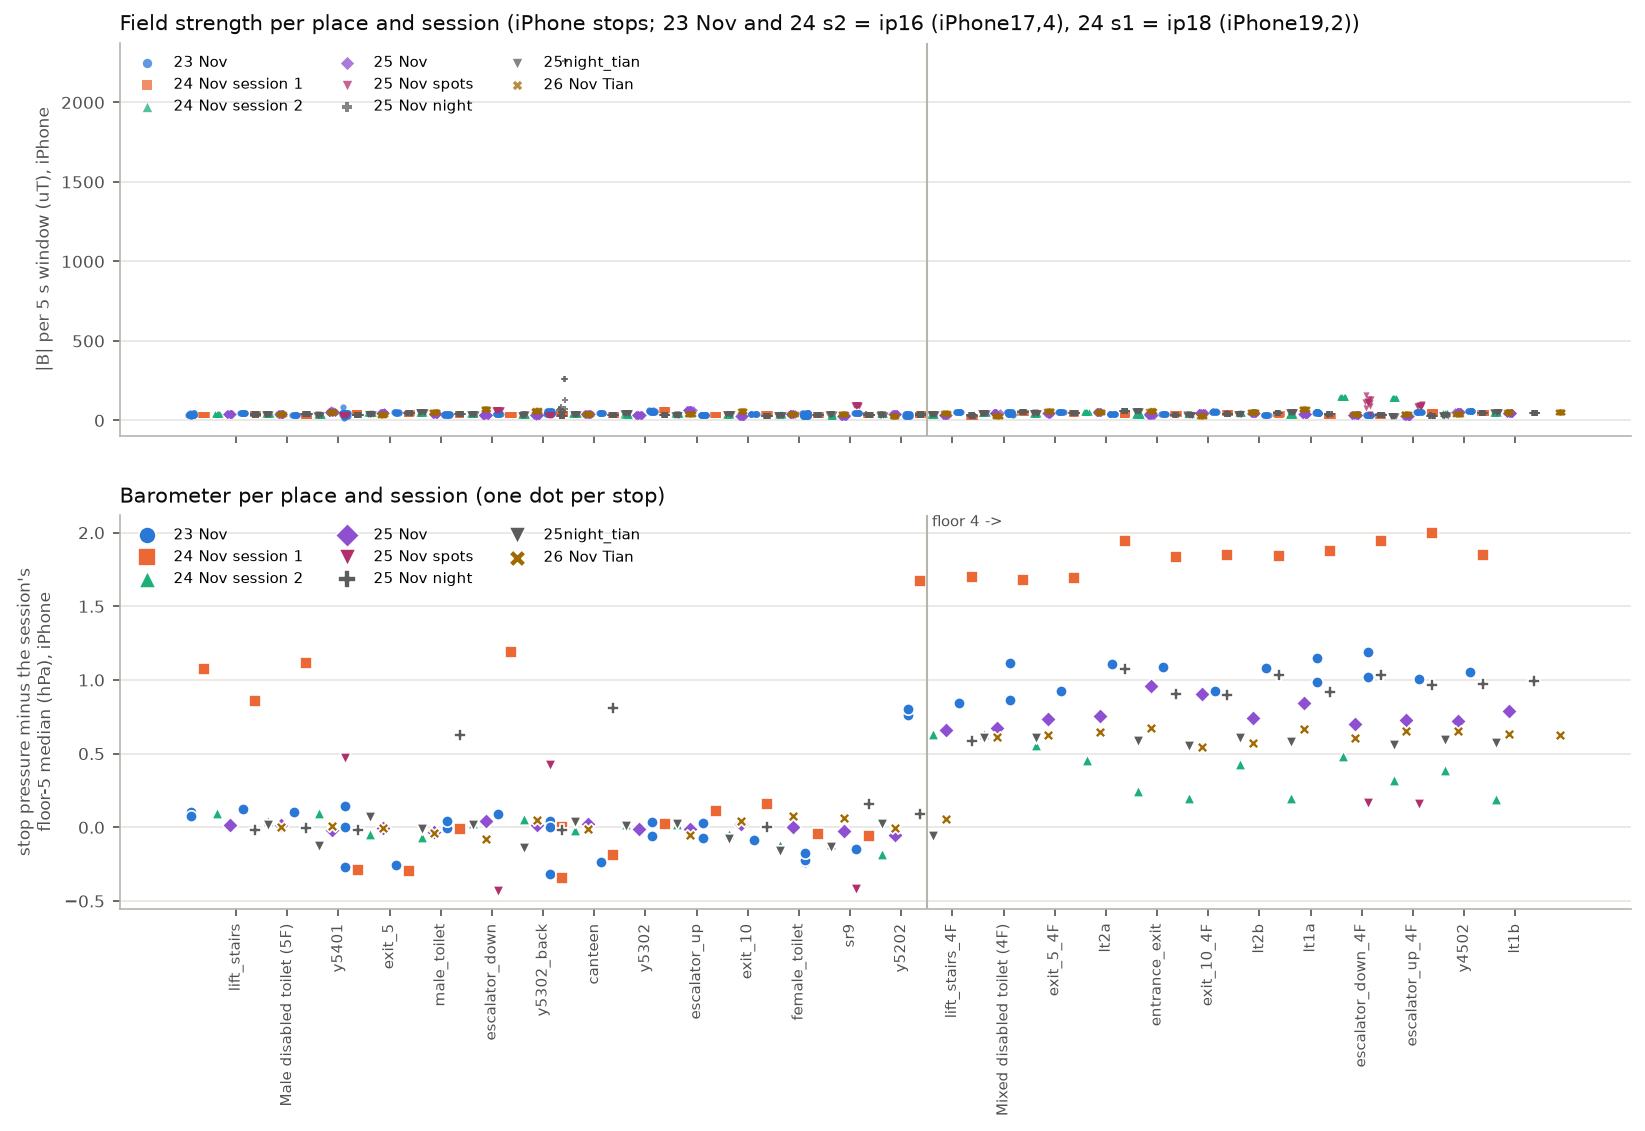 Field strength per place and session (iPhone stops; 23 Nov and 24 s2 = ip16 (iPhone17,4), 24 s1 = ip18 (iPhone19,2))
23 Nov
24 Nov session 1
24 Nov session 2
25 Nov
25 Nov spots
25 Nov night
25night_tian
26 Nov Tian
|B| per 5 s window (uT), iPhone
2000
1500
1000
500
0
Barometer per place and session (one dot per stop)
23 Nov
24 Nov session 1
24 Nov session 2
25 Nov
25 Nov spots
25 Nov night
25night_tian
26 Nov Tian
floor 4 ->
stop pressure minus the session's
floor-5 median (hPa), iPhone
2.0
1.5
1.0
0.5
0.0
−0.5
lift_stairs
Male disabled toilet (5F)
y5401
exit_5
male_toilet
escalator_down
y5302_back
canteen
y5302
escalator_up
exit_10
female_toilet
sr9
y5202
lift_stairs_4F
Mixed disabled toilet (4F)
exit_5_4F
lt2a
entrance_exit
exit_10_4F
lt2b
lt1a
escalator_down_4F
escalator_up_4F
y4502
lt1b